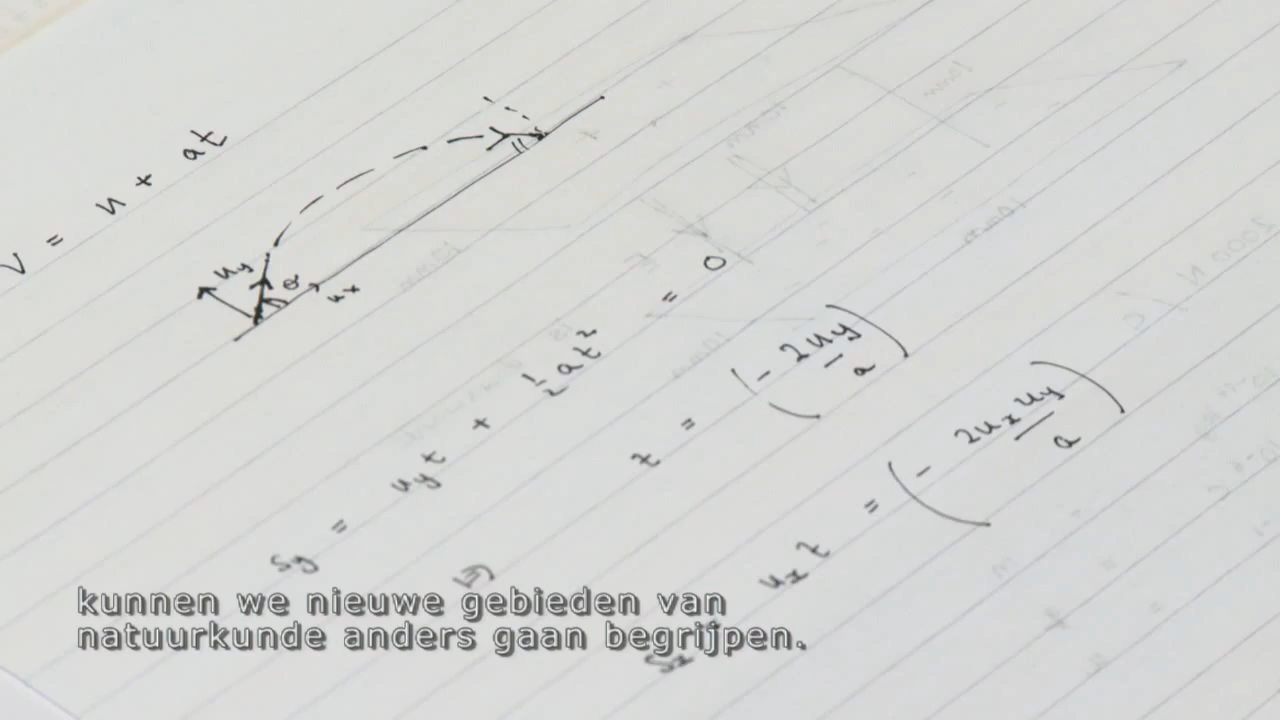 V = u + at
uy
α
ux
Sy = uyt + ½at² = 0
⇒ t = (- 2uy/a)
Sx = uxt = (- 2uxuy/a)
kunnen we nieuwe gebieden van
natuurkunde anders gaan begrijpen.